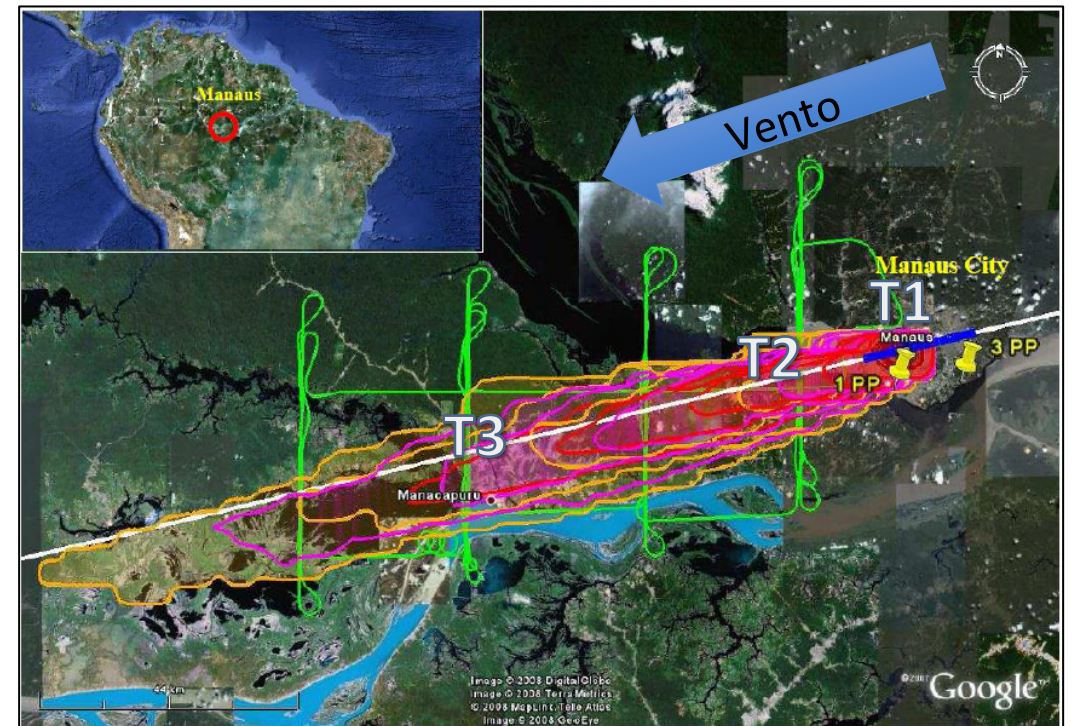 Manaus
Vento
N
Manaus City
T1
Manaus
3 PP
T2
1 PP
T3
Manacapuru
44 km
Image © 2008 DigitalGlobe
Image © 2008 TerraMetrics
© 2008 MapLink/Tele Atlas
Image © 2008 GeoEye
Google